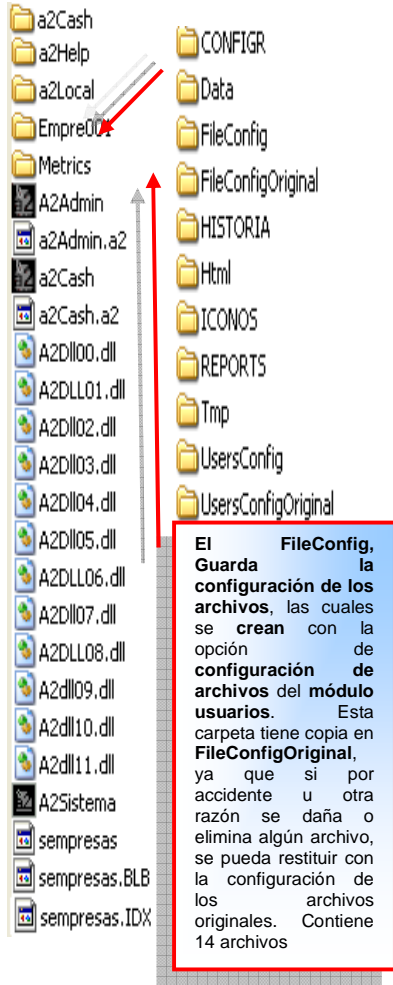 a2Cash
a2Help
a2Local
Empre001
Metrics
A2Admin
a2Admin.a2
a2Cash
a2Cash.a2
A2Dll00.dll
A2DLL01.dll
A2Dll02.dll
A2Dll03.dll
A2Dll04.dll
A2Dll05.dll
A2DLL06.dll
A2Dll07.dll
A2DLL08.dll
A2dll09.dll
A2dll10.dll
A2dll11.dll
A2Sistema
sempresas
sempresas.BLB
sempresas.IDX
CONFIGR
Data
FileConfig
FileConfigOriginal
HISTORIA
Html
ICONOS
REPORTS
Tmp
UsersConfig
UsersConfigOriginal
El FileConfig,
Guarda la
configuración de los
archivos, las cuales
se crean con la
opción de
configuración de
archivos del módulo
usuarios. Esta
carpeta tiene copia en
FileConfigOriginal,
ya que si por
accidente u otra
razón se daña o
elimina algún archivo,
se pueda restituir con
la configuración de
los archivos
originales. Contiene
14 archivos